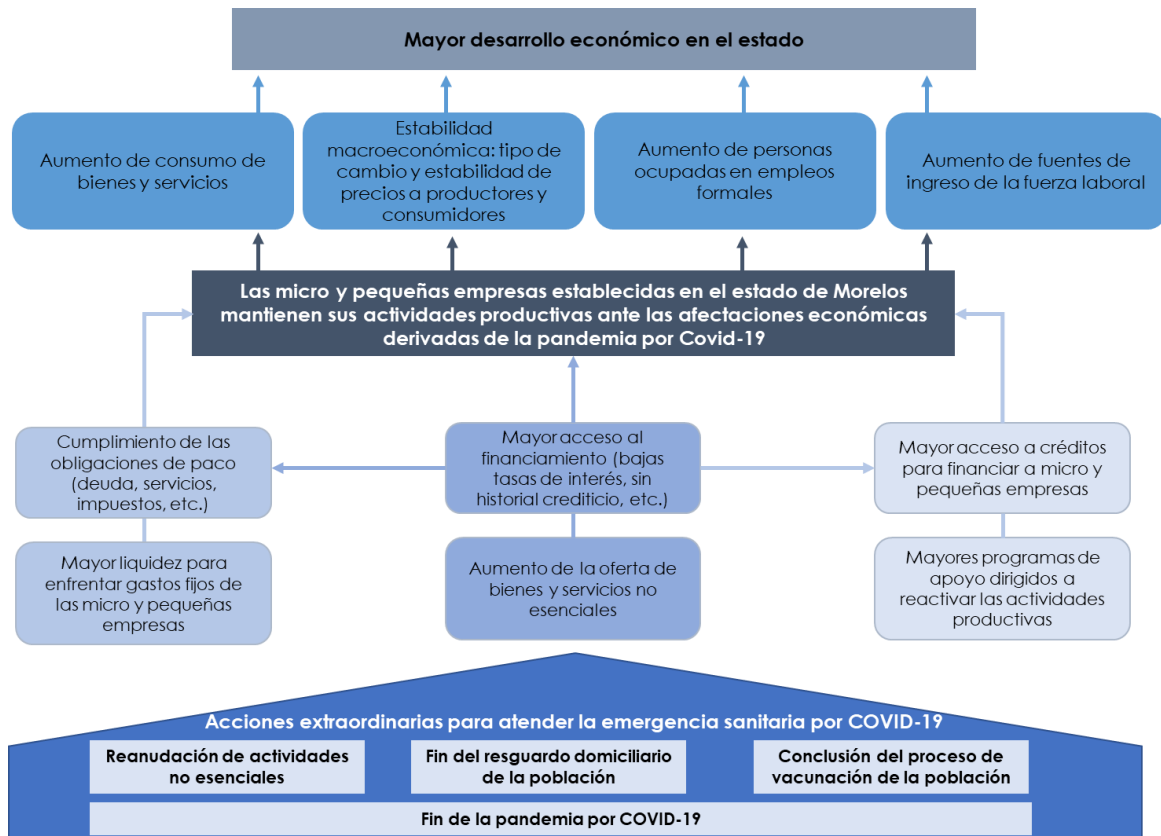 Mayor desarrollo económico en el estado
Aumento de consumo de
bienes y servicios
Estabilidad
macroeconómica: tipo de
cambio y estabilidad de
precios a productores y
consumidores
Aumento de personas
ocupadas en empleos
formales
Aumento de fuentes de
ingreso de la fuerza laboral
Las micro y pequeñas empresas establecidas en el estado de Morelos
mantienen sus actividades productivas ante las afectaciones económicas
derivadas de la pandemia por Covid-19
Cumplimiento de las
obligaciones de paco
(deuda, servicios,
impuestos, etc.)
Mayor acceso al
financiamiento (bajas
tasas de interés, sin
historial crediticio, etc.)
Mayor acceso a créditos
para financiar a micro y
pequeñas empresas
Mayor liquidez para
enfrentar gastos fijos de
las micro y pequeñas
empresas
Aumento de la oferta de
bienes y servicios no
esenciales
Mayores programas de
apoyo dirigidos a
reactivar las actividades
productivas
Acciones extraordinarias para atender la emergencia sanitaria por COVID-19
Reanudación de actividades
no esenciales
Fin del resguardo domiciliario
de la población
Conclusión del proceso de
vacunación de la población
Fin de la pandemia por COVID-19